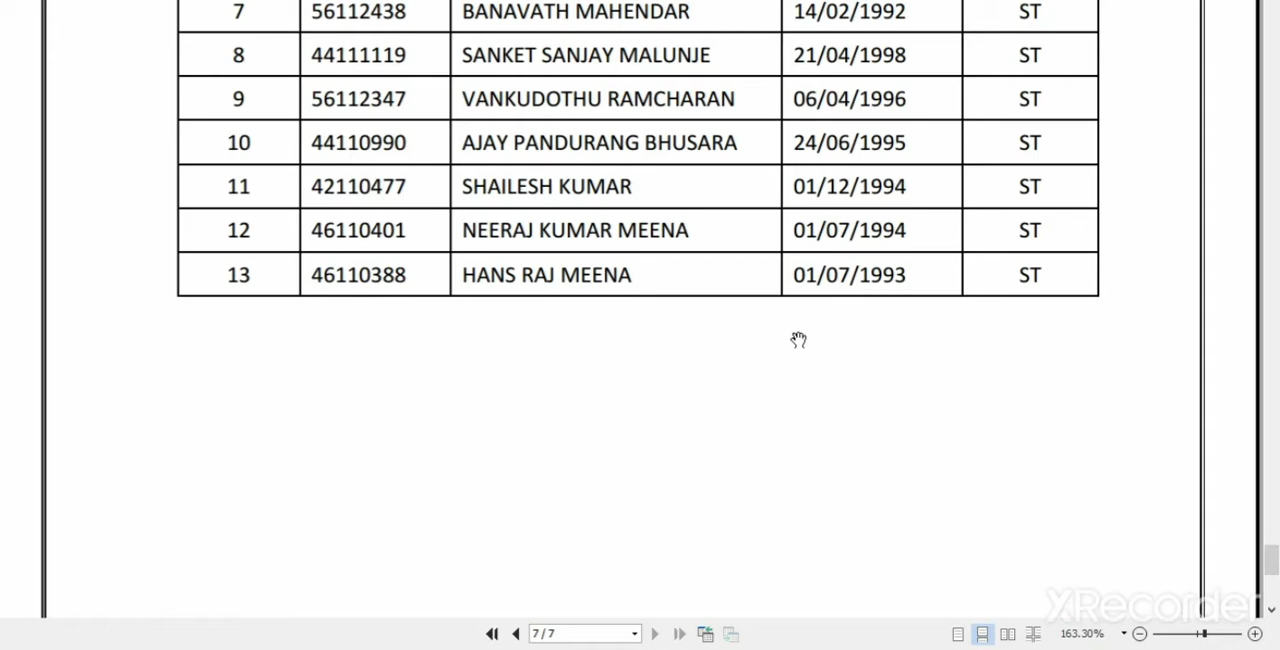 7 56112438 BANAVATH MAHENDAR 14/02/1992 ST
8 44111119 SANKET SANJAY MALUNJE 21/04/1998 ST
9 56112347 VANKUDOTHU RAMCHARAN 06/04/1996 ST
10 44110990 AJAY PANDURANG BHUSARA 24/06/1995 ST
11 42110477 SHAILESH KUMAR 01/12/1994 ST
12 46110401 NEERAJ KUMAR MEENA 01/07/1994 ST
13 46110388 HANS RAJ MEENA 01/07/1993 ST
XRecorder
7/7 163.30%